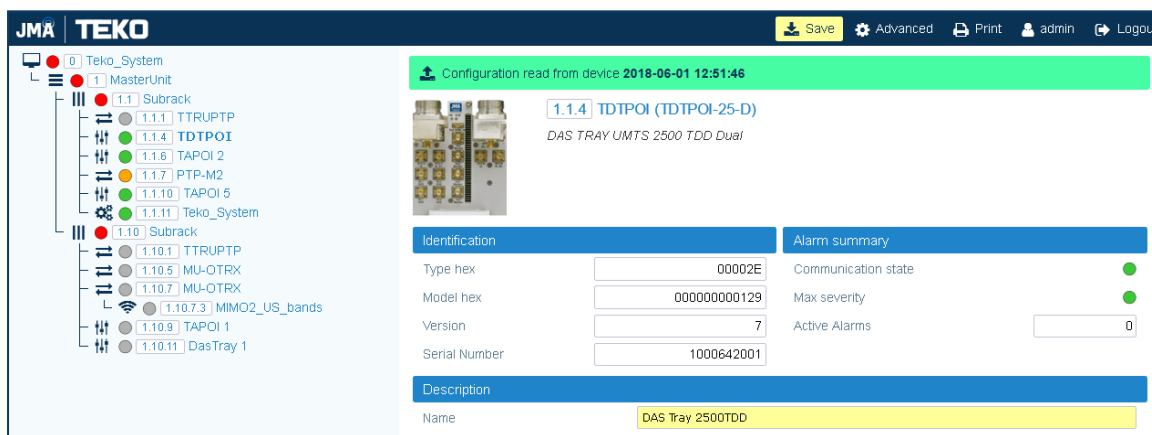 JMA TEKO
Save Advanced Print admin Logou
0 Teko_System
1 MasterUnit
1.1 Subrack
1.1.1 TTRUPTP
1.1.4 TDTPOI
1.1.6 TAPOI 2
1.1.7 PTP-M2
1.1.10 TAPOI 5
1.1.11 Teko_System
1.10 Subrack
1.10.1 TTRUPTP
1.10.5 MU-OTRX
1.10.7 MU-OTRX
1.10.7.3 MIMO2_US_bands
1.10.9 TAPOI 1
1.10.11 DasTray 1
Configuration read from device 2018-06-01 12:51:46
1.1.4 TDTPOI (TDTPOI-25-D)
DAS TRAY UMTS 2500 TDD Dual
Identification
Type hex 00002E
Model hex 000000000129
Version 7
Serial Number 1000642001
Alarm summary
Communication state
Max severity
Active Alarms 0
Description
Name DAS Tray 2500TDD